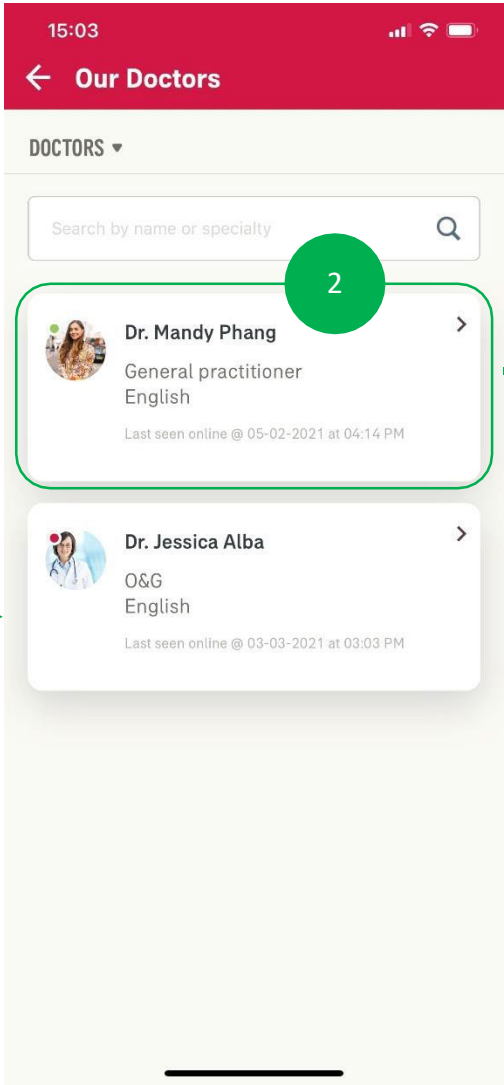 15:03
Our Doctors
DOCTORS
Search by name or specialty
2
Dr. Mandy Phang
General practitioner
English
Last seen online @ 05-02-2021 at 04:14 PM
Dr. Jessica Alba
O&G
English
Last seen online @ 03-03-2021 at 03:03 PM